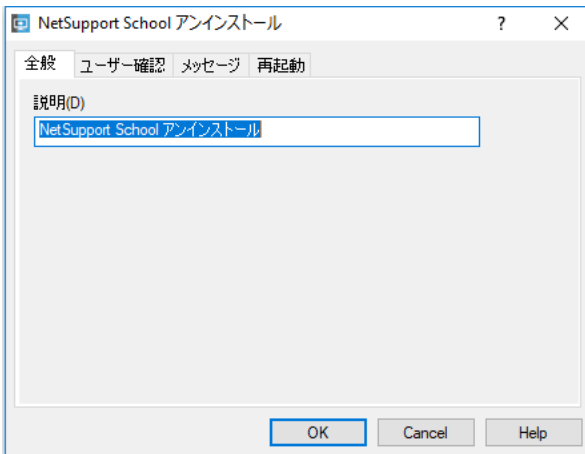 NetSupport School アンインストール ? ×
全般 ユーザー確認 メッセージ 再起動
説明(D)
NetSupport School アンインストール
OK Cancel Help